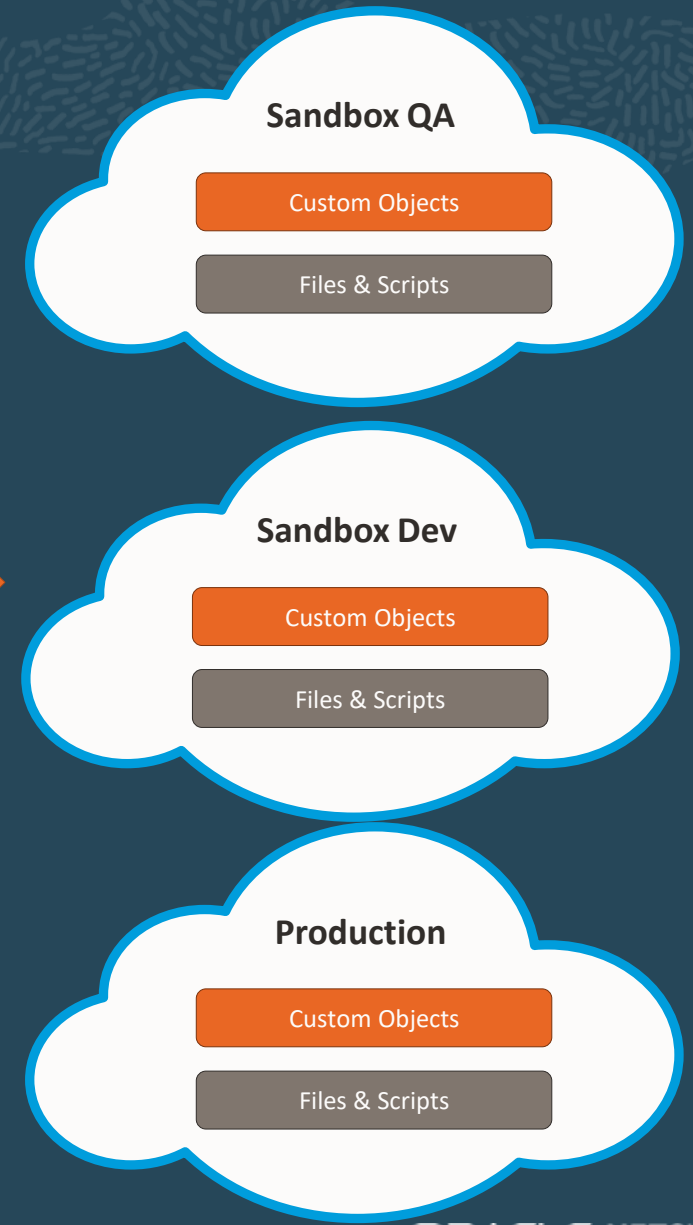 Sandbox QA
Custom Objects
Files & Scripts
Sandbox Dev
Custom Objects
Files & Scripts
Production
Custom Objects
Files & Scripts